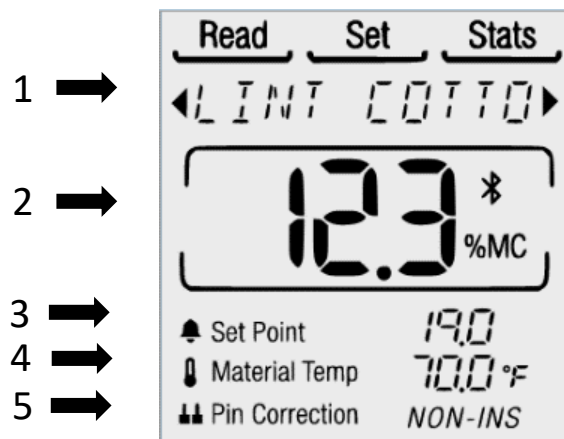 Read Set Stats
1 LINT COTTO
2 12.3 %MC
3 Set Point 19.0
4 Material Temp 70.0 °F
5 Pin Correction NON-INS